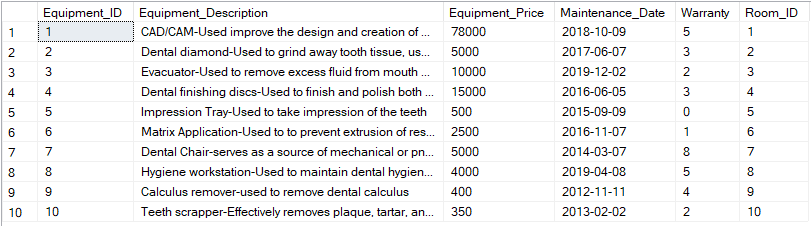 Equipment_ID Equipment_Description Equipment_Price Maintenance_Date Warranty Room_ID
1 1 CAD/CAM-Used improve the design and creation of ... 78000 2018-10-09 5 1
2 2 Dental diamond-Used to grind away tooth tissue, us... 5000 2017-06-07 3 2
3 3 Evacuator-Used to remove excess fluid from mouth ... 10000 2019-12-02 2 3
4 4 Dental finishing discs-Used to finish and polish both ... 15000 2016-06-05 3 4
5 5 Impression Tray-Used to take impression of the teeth 500 2015-09-09 0 5
6 6 Matrix Application-Used to to prevent extrusion of res... 2500 2016-11-07 1 6
7 7 Dental Chair-serves as a source of mechanical or pn... 5000 2014-03-07 8 7
8 8 Hygiene workstation-Used to maintain dental hygien... 4000 2019-04-08 5 8
9 9 Calculus remover-used to remove dental calculus 400 2012-11-11 4 9
10 10 Teeth scrapper-Effectively removes plaque, tartar, an... 350 2013-02-02 2 10